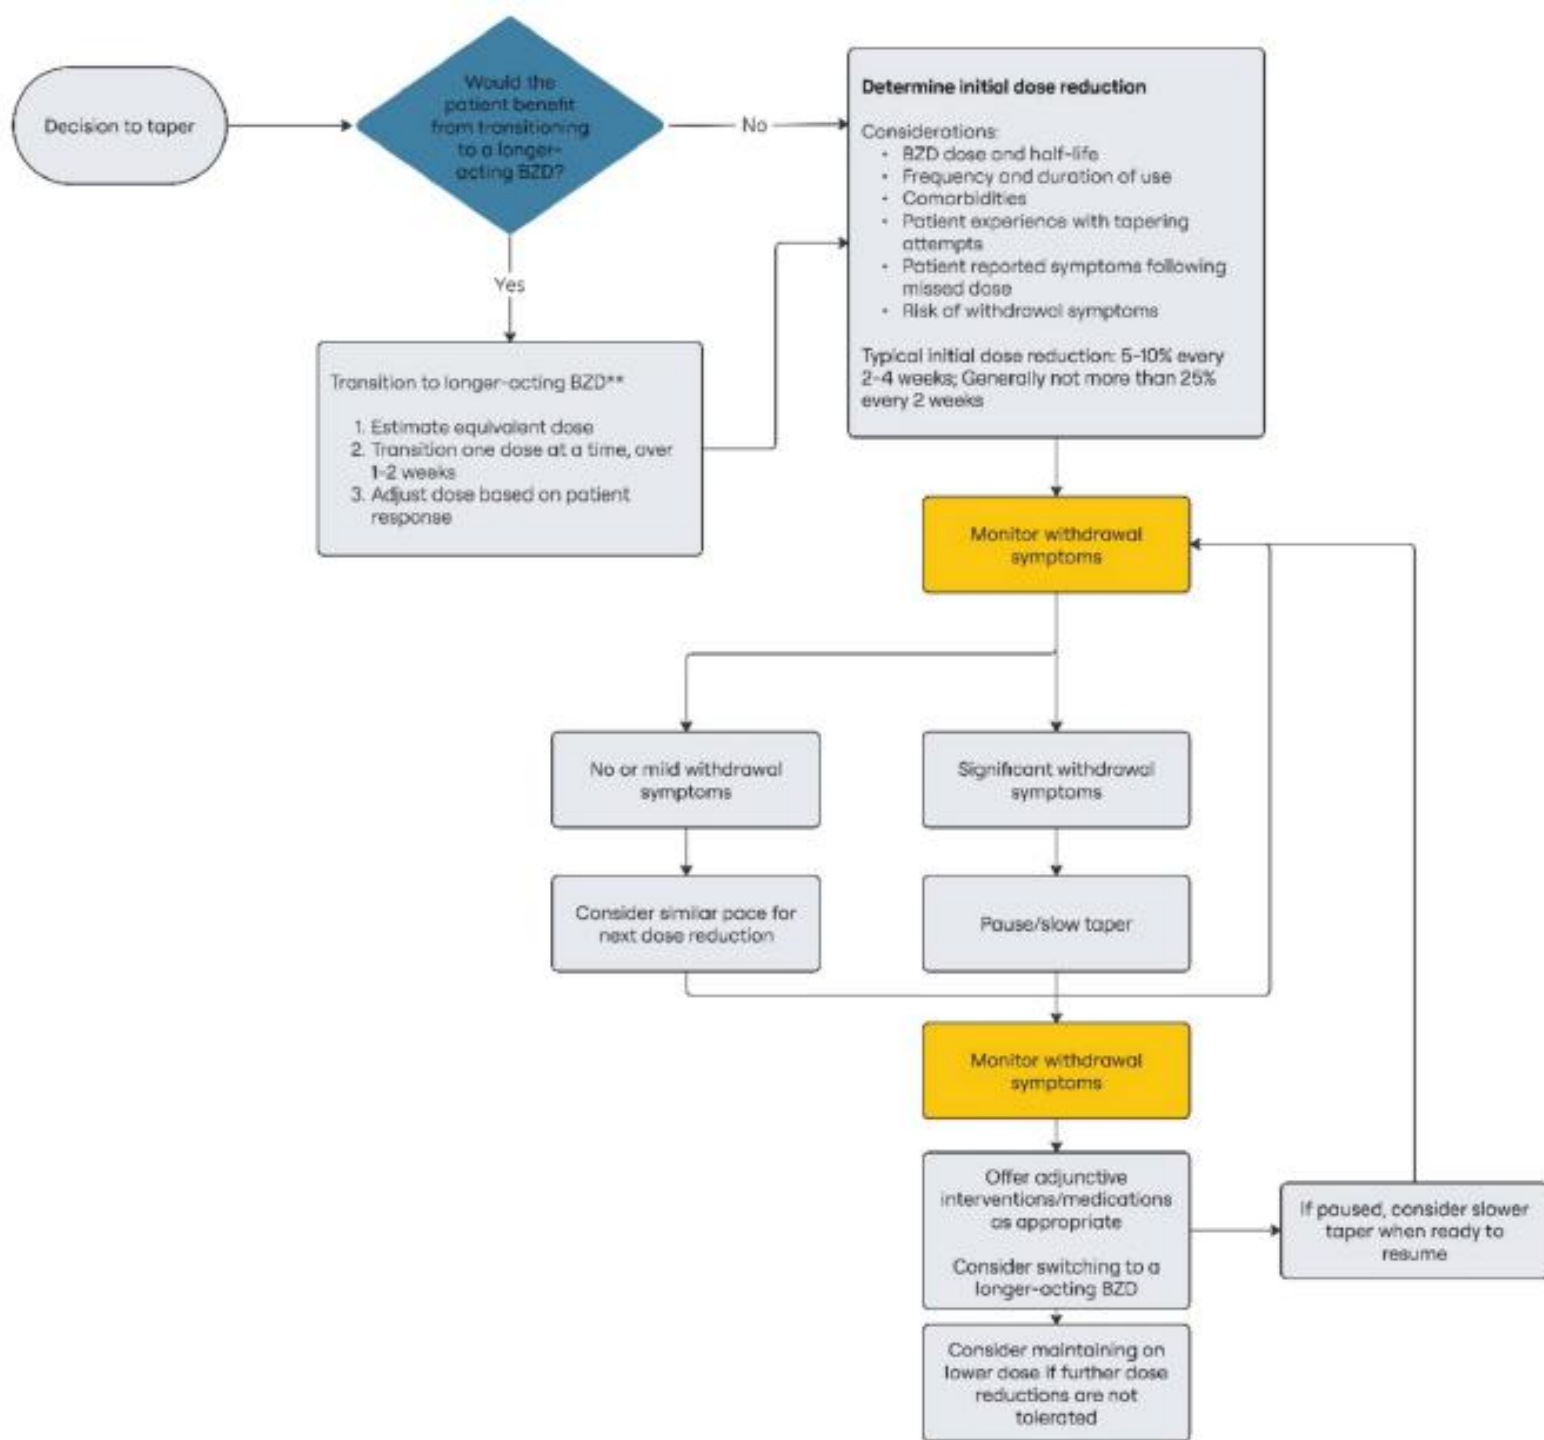 Decision to taper
Would the
patient benefit
from transitioning
to a longer-
acting BZD?
No
Yes
Transition to longer-acting BZD**
1. Estimate equivalent dose
2. Transition one dose at a time, over
1-2 weeks
3. Adjust dose based on patient
response
Determine initial dose reduction
Considerations:
• BZD dose and half-life
• Frequency and duration of use
• Comorbidities
• Patient experience with tapering
attempts
• Patient reported symptoms following
missed dose
• Risk of withdrawal symptoms
Typical initial dose reduction: 5-10% every
2-4 weeks; Generally not more than 25%
every 2 weeks
Monitor withdrawal
symptoms
No or mild withdrawal
symptoms
Significant withdrawal
symptoms
Consider similar pace for
next dose reduction
Pause/slow taper
Monitor withdrawal
symptoms
Offer adjunctive
interventions/medications
as appropriate
Consider switching to a
longer-acting BZD
If paused, consider slower
taper when ready to
resume
Consider maintaining on
lower dose if further dose
reductions are not
tolerated